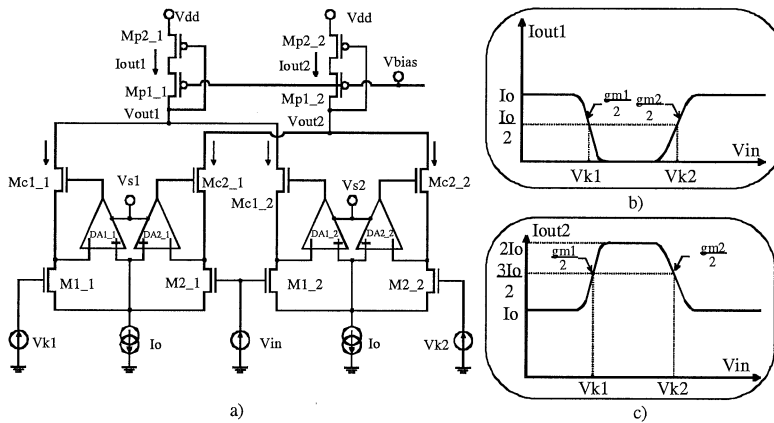 Vdd
Vdd
Mp2_1
Mp2_2
Iout1
Iout2
Vbias
Mp1_1
Mp1_2
Vout1
Vout2
Mc1_1
Vs1
Mc2_1
Mc1_2
Vs2
Mc2_2
DA1_1
DA2_1
DA1_2
DA2_2
M1_1
M2_1
M1_2
M2_2
Vk1
Io
Vin
Io
Vk2
a)
Iout1
Io
Io
2
gm1
2
gm2
2
Vin
Vk1
Vk2
b)
Iout2
2Io
3Io
2
Io
gm1
2
gm2
2
Vin
Vk1
Vk2
c)